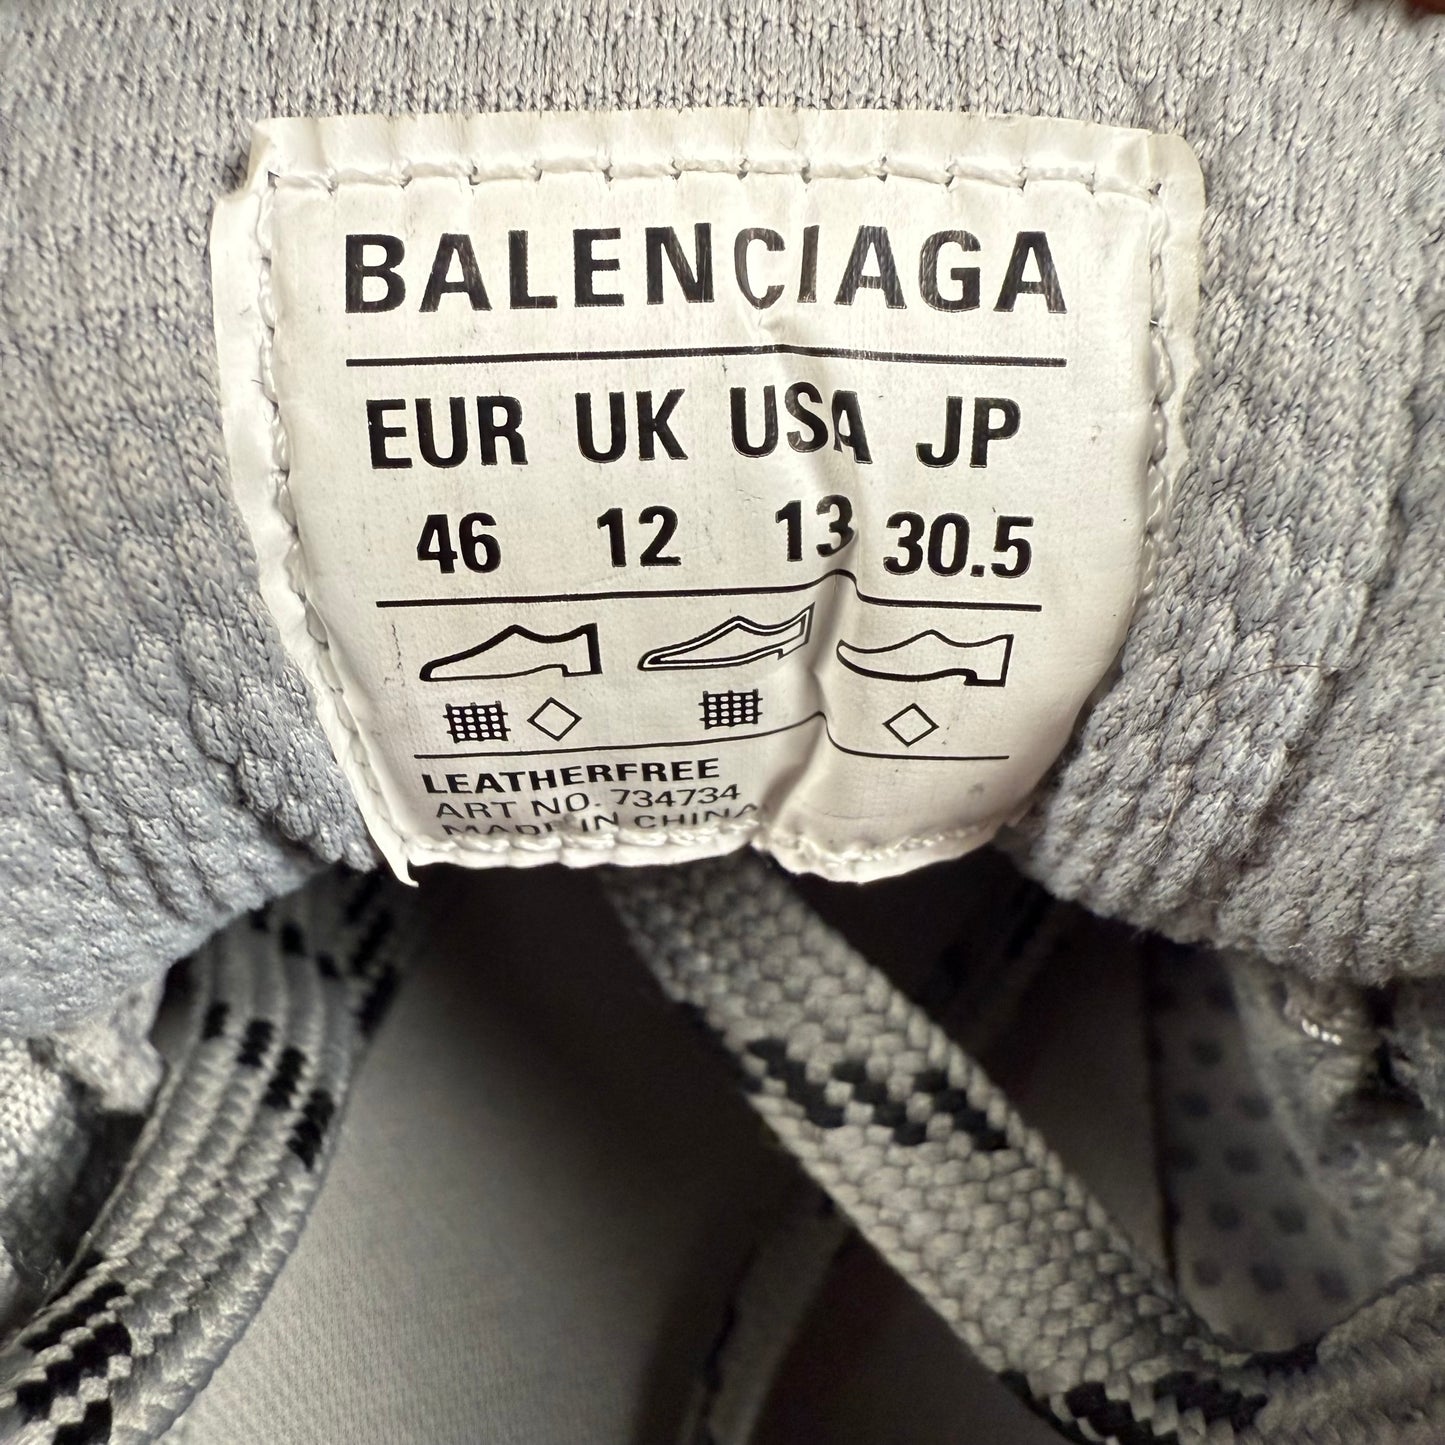 BALENCIAGA
EUR UK USA JP
46 12 13 30.5
LEATHERFREE
ART NO. 734734
MADE IN CHINA